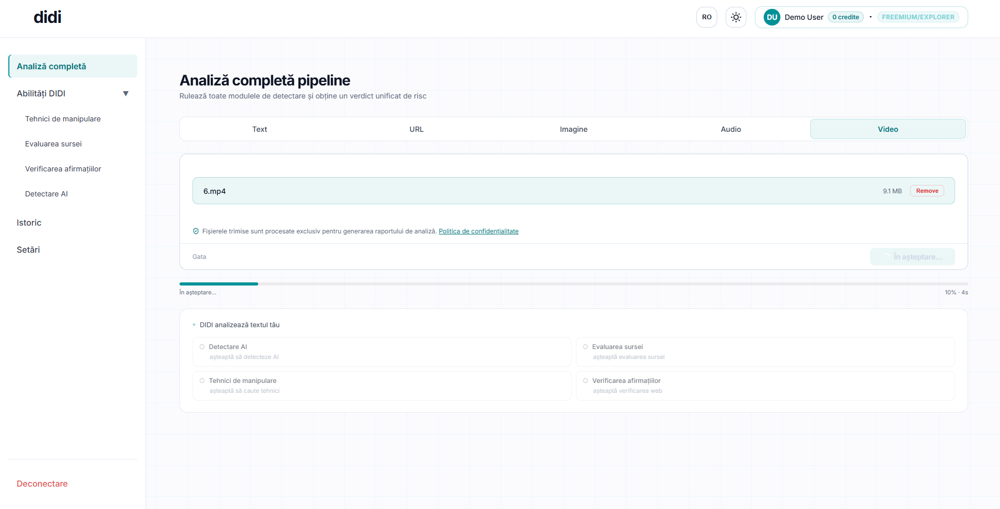 didi
RO
DU Demo User 0 credite FREEMIUM/EXPLORER
Analiză completă
Abilități DIDI
Tehnici de manipulare
Evaluarea sursei
Verificarea afirmațiilor
Detectare AI
Istoric
Setări
Deconectare
Analiză completă pipeline
Rulează toate modulele de detectare și obține un verdict unificat de risc
Text URL Imagine Audio Video
6.mp4 9.1 MB Remove
Fișierele trimise sunt procesate exclusiv pentru generarea raportului de analiză. Politica de confidențialitate
Gata În așteptare...
În așteptare... 10% · 4s
DIDI analizează textul tău
Detectare AI
așteaptă să detecteze AI
Evaluarea sursei
așteaptă evaluarea sursei
Tehnici de manipulare
așteaptă să caute tehnici
Verificarea afirmațiilor
așteaptă verificarea web